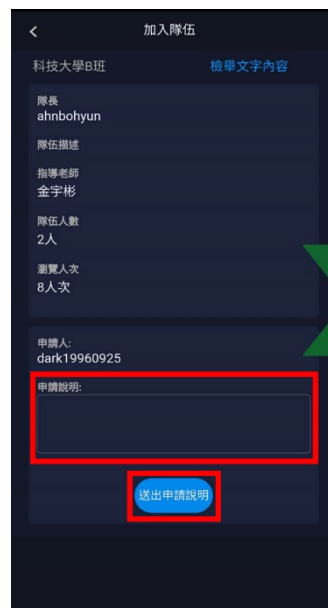 加入隊伍
科技大學B班 檢舉文字內容
隊長
ahnbohyun
隊伍描述
指導老師
金宇彬
隊伍人數
2人
瀏覽人次
8人次
申請人:
dark19960925
申請說明:
送出申請說明